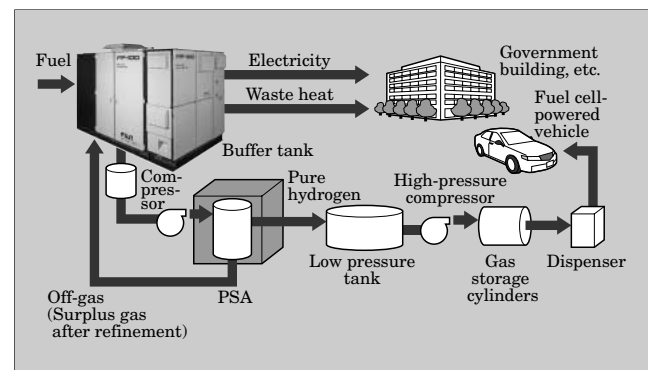 Fuel
Electricity
Waste heat
Government
building, etc.
Fuel cell-
powered
vehicle
Buffer tank
Com-
pres-
sor
Pure
hydrogen
High-pressure
compressor
Low pressure
tank
Gas
storage
cylinders
Dispenser
Off-gas
(Surplus gas
after refinement)
PSA